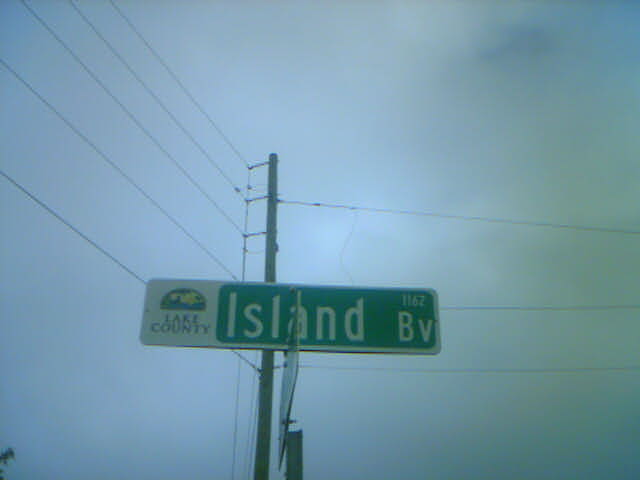 LAKE
COUNTY
Island
1162
Bv